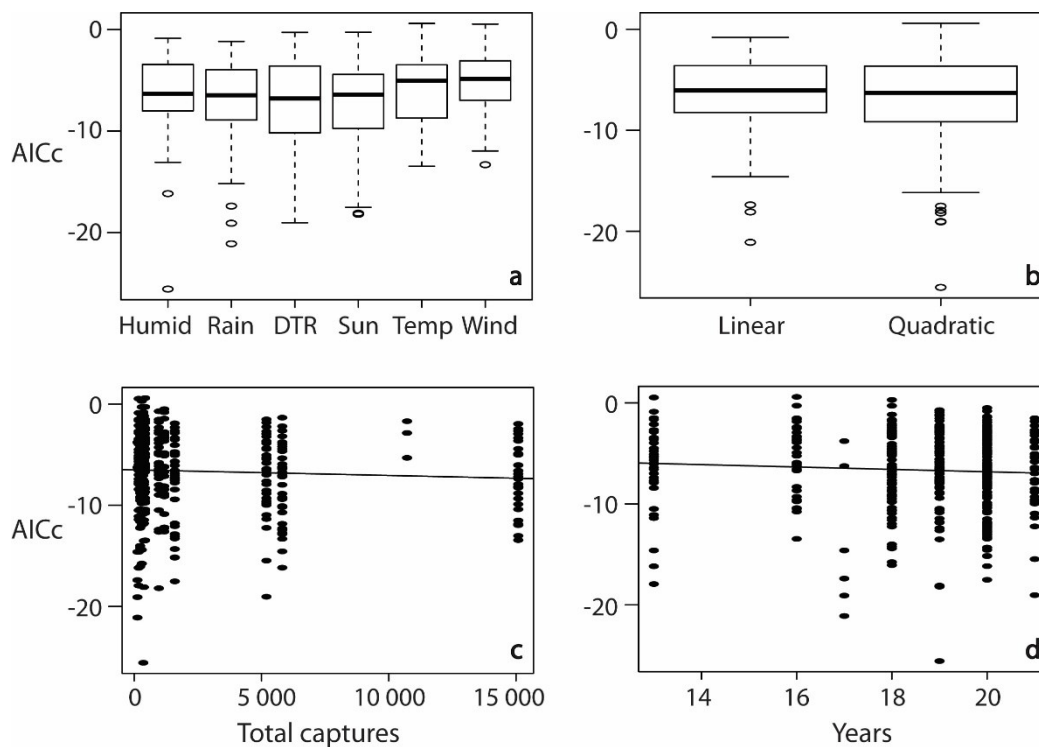 0
-10
AICc
-20
a
Humid Rain DTR Sun Temp Wind
0
-10
-20
b
Linear Quadratic
0
-10
AICc
-20
c
0 5 000 10 000 15 000
Total captures
0
-10
-20
d
14 16 18 20
Years